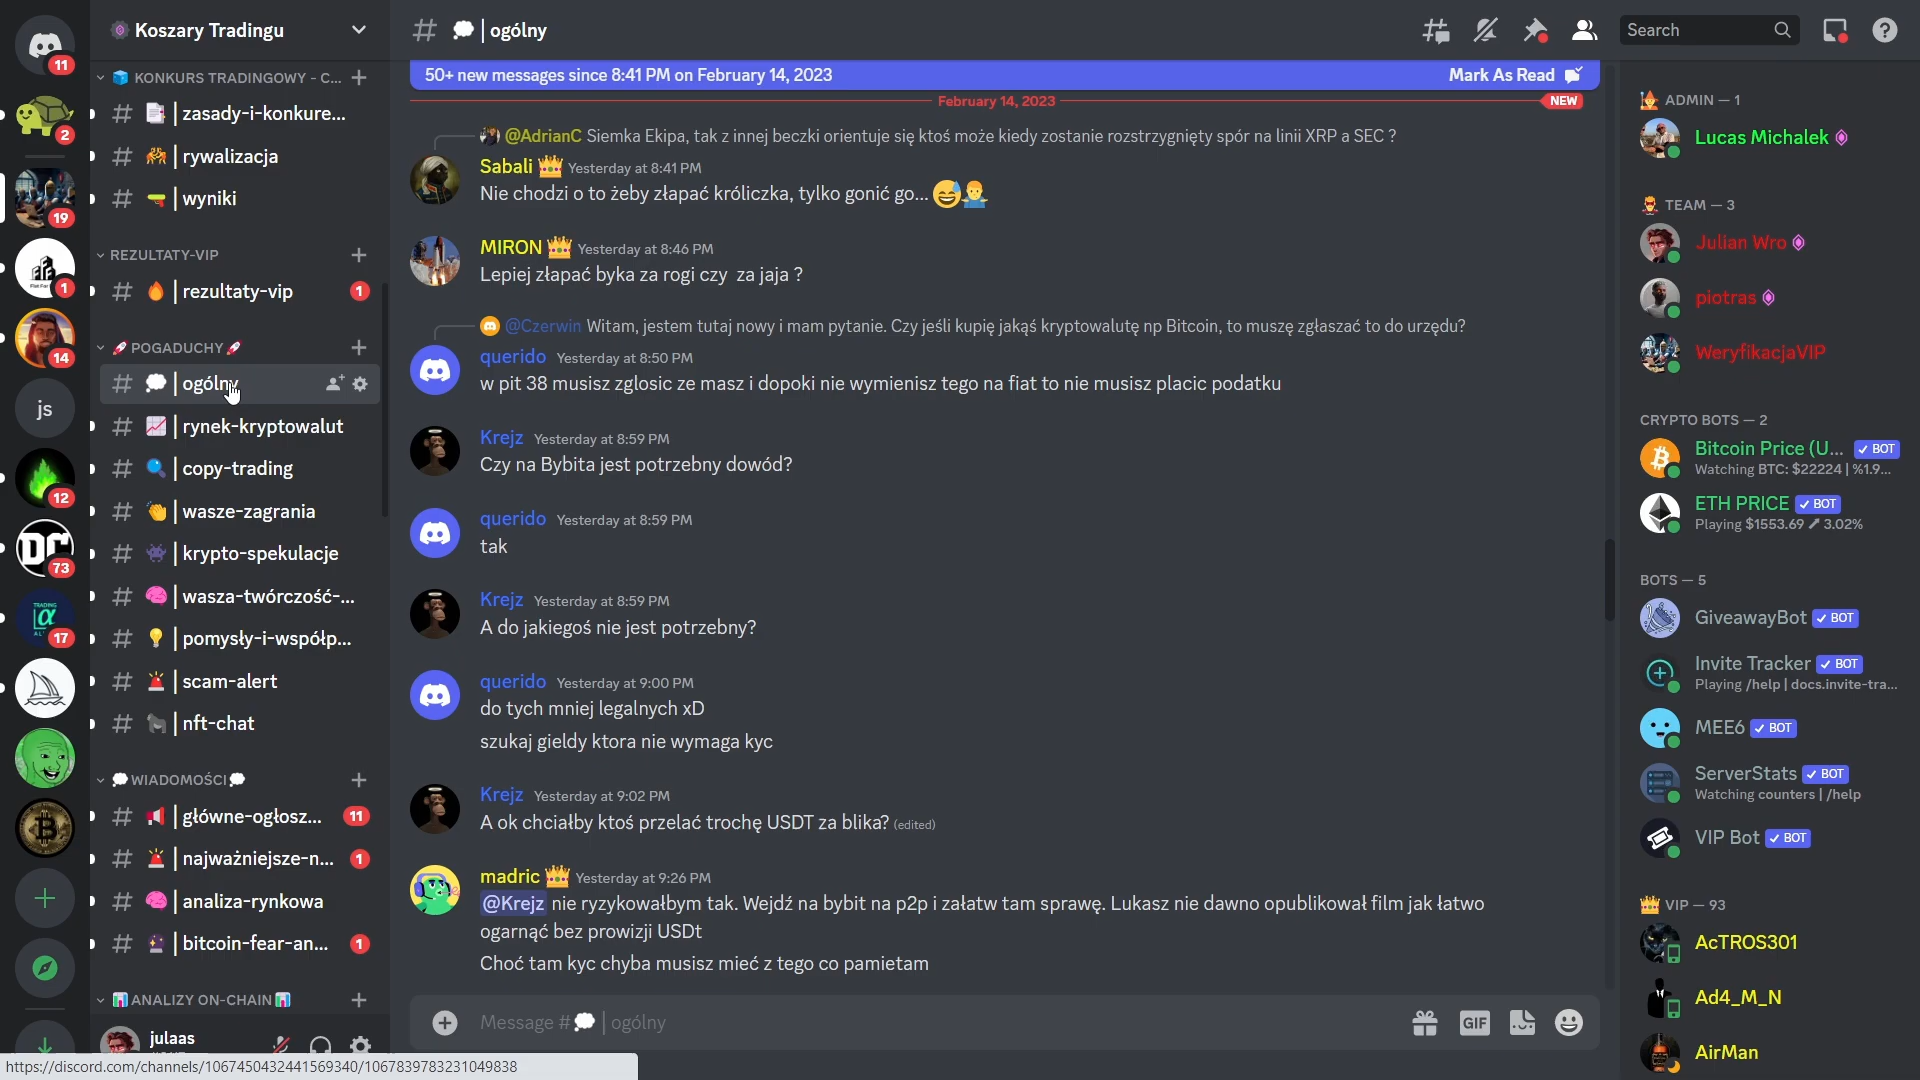 11
2
19
1
14
js
12
DC
73
TRADING
17
Koszary Tradingu
KONKURS TRADINGOWY - C...
# | zasady-i-konkure...
# | rywalizacja
# | wyniki
REZULTATY-VIP
# | rezultaty-vip 1
POGADUCHY
# | ogólny
# | rynek-kryptowalut
# | copy-trading
# | wasze-zagrania
# | krypto-spekulacje
# | wasza-twórczość-...
# | pomysły-i-współp...
# | scam-alert
# | nft-chat
WIADOMOŚCI
# | główne-ogłosz... 11
# | najważniejsze-n... 1
# | analiza-rynkowa
# | bitcoin-fear-an... 1
ANALIZY ON-CHAIN
julaas
https://discord.com/channels/1067450432441569340/1067839783231049838
# | ogólny
Search
50+ new messages since 8:41 PM on February 14, 2023 Mark As Read
February 14, 2023 NEW
@AdrianC Siemka Ekipa, tak z innej beczki orientuje się ktoś może kiedy zostanie rozstrzygnięty spór na linii XRP a SEC ?
Sabali Yesterday at 8:41 PM
Nie chodzi o to żeby złapać króliczka, tylko gonić go...
MIRON Yesterday at 8:46 PM
Lepiej złapać byka za rogi czy za jaja ?
@Czerwin Witam, jestem tutaj nowy i mam pytanie. Czy jeśli kupię jakąś kryptowalutę np Bitcoin, to muszę zgłaszać to do urzędu?
querido Yesterday at 8:50 PM
w pit 38 musisz zglosic ze masz i dopoki nie wymienisz tego na fiat to nie musisz placic podatku
Krejz Yesterday at 8:59 PM
Czy na Bybita jest potrzebny dowód?
querido Yesterday at 8:59 PM
tak
Krejz Yesterday at 8:59 PM
A do jakiegoś nie jest potrzebny?
querido Yesterday at 9:00 PM
do tych mniej legalnych xD
szukaj gieldy ktora nie wymaga kyc
Krejz Yesterday at 9:02 PM
A ok chciałby ktoś przelać trochę USDT za blika? (edited)
madric Yesterday at 9:26 PM
@Krejz nie ryzykowałbym tak. Wejdź na bybit na p2p i załatw tam sprawę. Lukasz nie dawno opublikował film jak łatwo
ogarnąć bez prowizji USDt
Choć tam kyc chyba musisz mieć z tego co pamietam
Message # | ogólny
GIF
ADMIN — 1
Lucas Michalek
TEAM — 3
Julian Wro
piotras
WeryfikacjaVIP
CRYPTO BOTS — 2
Bitcoin Price (U... BOT
Watching BTC: $22224 | %1.9...
ETH PRICE BOT
Playing $1553.69 ⬈ 3.02%
BOTS — 5
GiveawayBot BOT
Invite Tracker BOT
Playing /help | docs.invite-tra...
MEE6 BOT
ServerStats BOT
Watching counters | /help
VIP Bot BOT
VIP — 93
AcTROS301
Ad4_M_N
AirMan